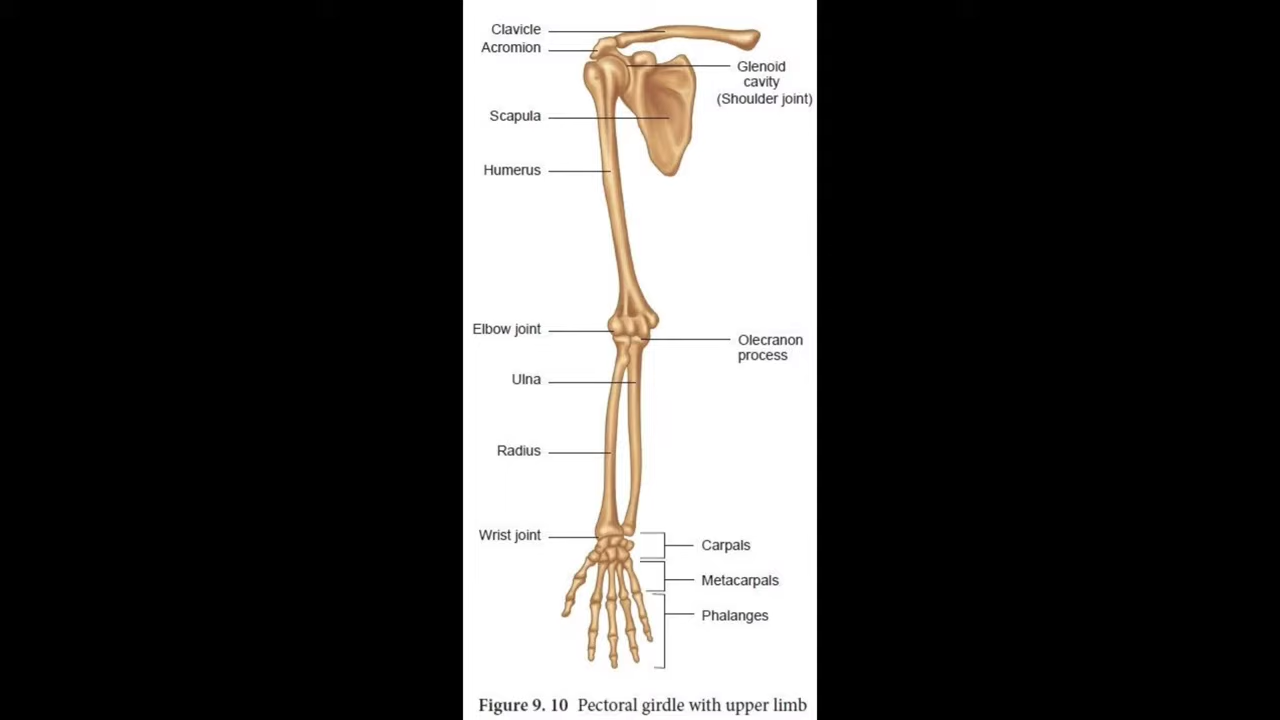 Clavicle
Acromion
Glenoid
cavity
(Shoulder joint)
Scapula
Humerus
Elbow joint
Olecranon
process
Ulna
Radius
Wrist joint
Carpals
Metacarpals
Phalanges
Figure 9. 10 Pectoral girdle with upper limb